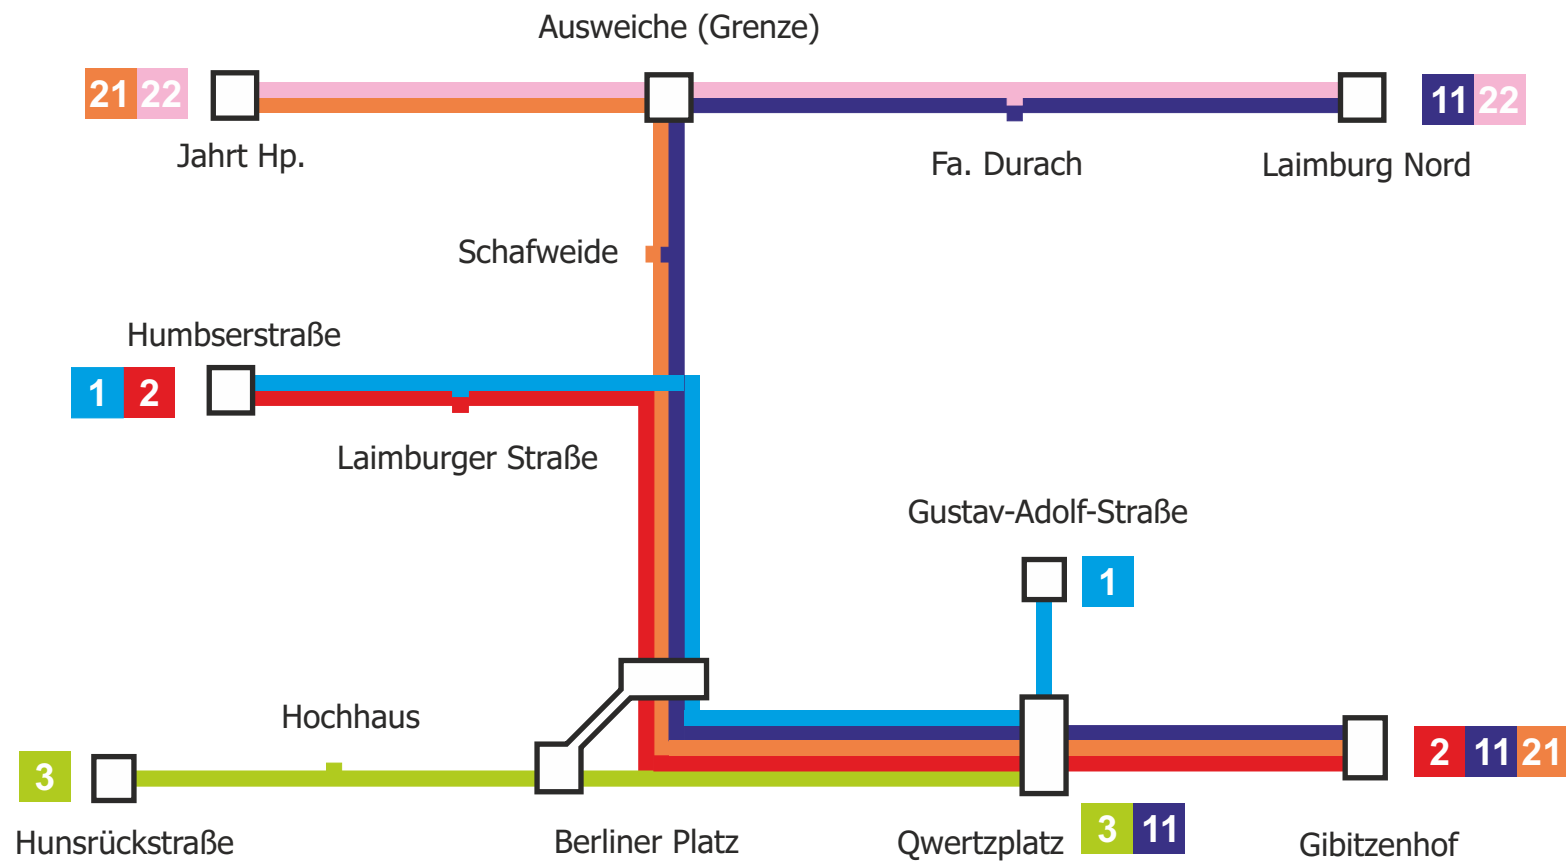 Ausweiche (Grenze)
21 22
11 22
Jahrt Hp.
Fa. Durach
Laimburg Nord
Schafweide
Humbserstraße
1 2
Laimburger Straße
Gustav-Adolf-Straße
1
Hochhaus
3
2 11 21
Hunsrückstraße
Berliner Platz
Qwertzplatz
3 11
Gibitzenhof